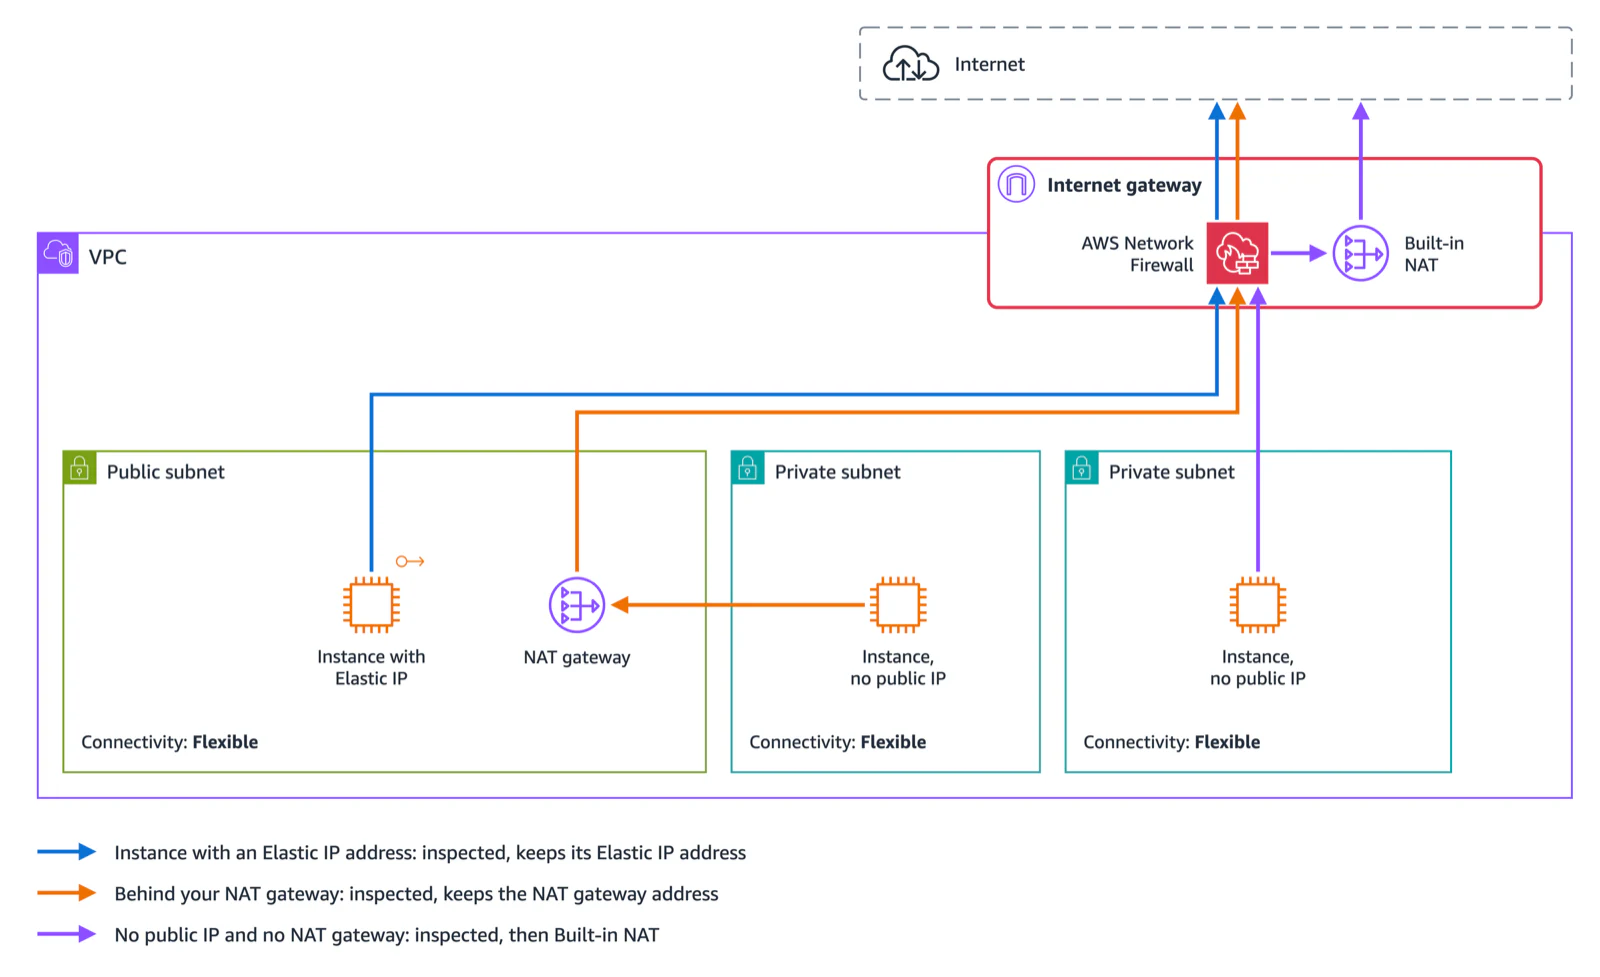 Internet
Internet gateway
AWS Network
Firewall
Built-in
NAT
VPC
Public subnet
Instance with
Elastic IP
NAT gateway
Connectivity: Flexible
Private subnet
Instance,
no public IP
Connectivity: Flexible
Private subnet
Instance,
no public IP
Connectivity: Flexible
Instance with an Elastic IP address: inspected, keeps its Elastic IP address
Behind your NAT gateway: inspected, keeps the NAT gateway address
No public IP and no NAT gateway: inspected, then Built-in NAT